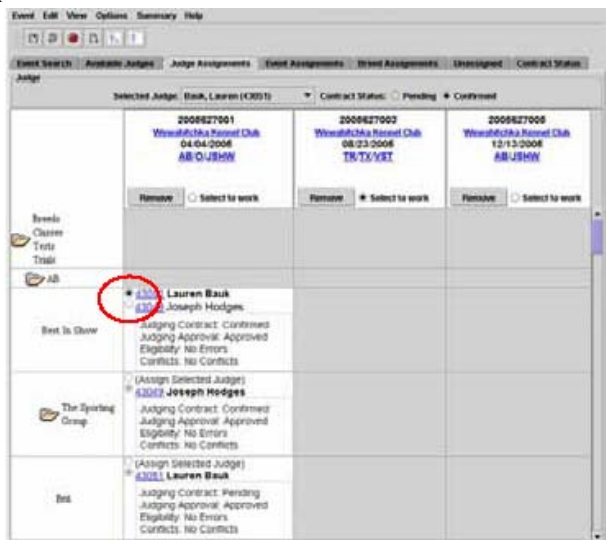 Event Edit View Options Summary Help
Event Search Available Judges Judge Assignments Event Assignments Breed Assignments Unassigned Contract Status
Judge
Selected Judge: Bauk, Lauren (43051) Contract Status: Pending Confirmed
2006627001
Wewahitchka Kennel Club
04/04/2006
AB/O/JSHW
Remove Select to work
2006627003
Wewahitchka Kennel Club
08/23/2006
TR/TX/VST
Remove Select to work
2006627008
Wewahitchka Kennel Club
12/13/2006
AB/JSHW
Remove Select to work
Breeds
Classes
Tests
Trials
AB
Best In Show
Lauren Bauk
Joseph Hodges
Judging Contract: Confirmed
Judging Approval: Approved
Eligibility: No Errors
Conflicts: No Conflicts
The Sporting
Group
(Assign Selected Judge)
43049 Joseph Hodges
Judging Contract: Confirmed
Judging Approval: Approved
Eligibility: No Errors
Conflicts: No Conflicts
(Assign Selected Judge)
43051 Lauren Bauk
Judging Contract: Pending
Judging Approval: Approved
Eligibility: No Errors
Conflicts: No Conflicts